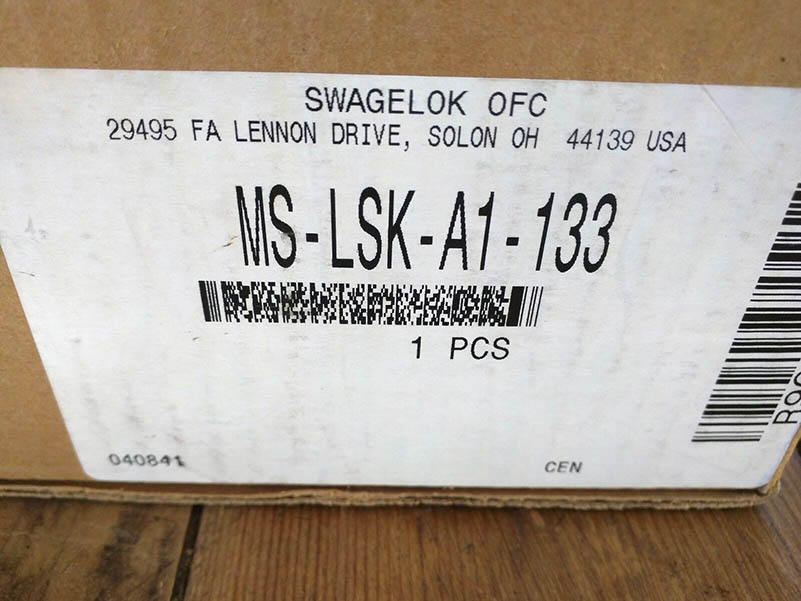 SWAGELOK OFC
29495 FA LENNON DRIVE, SOLON OH 44139 USA
MS-LSK-A1-133
1 PCS
040841
CEN